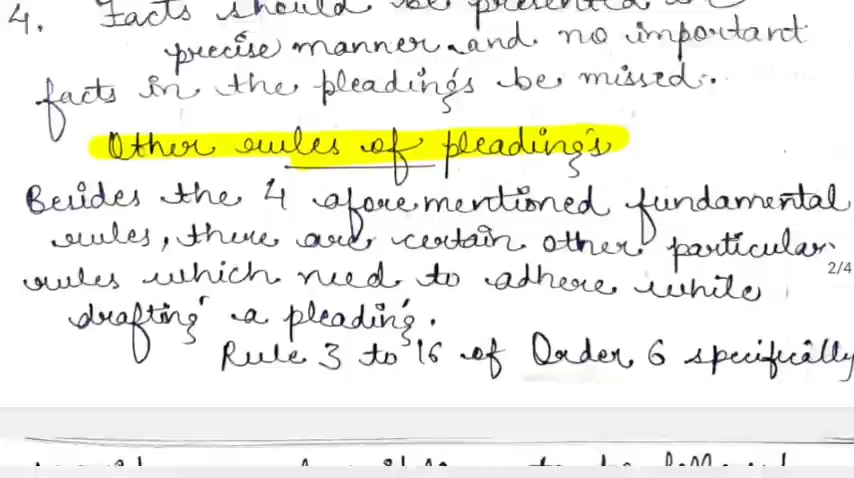 4. Facts should be presented in
precise manner and no important
facts in the pleadings be missed.
Other rules of pleadings
Besides the 4 aforementioned fundamental
rules, there are certain other particular
rules which need to adhere while
2/4
drafting a pleading.
Rule 3 to 16 of Order 6 specifically
to be